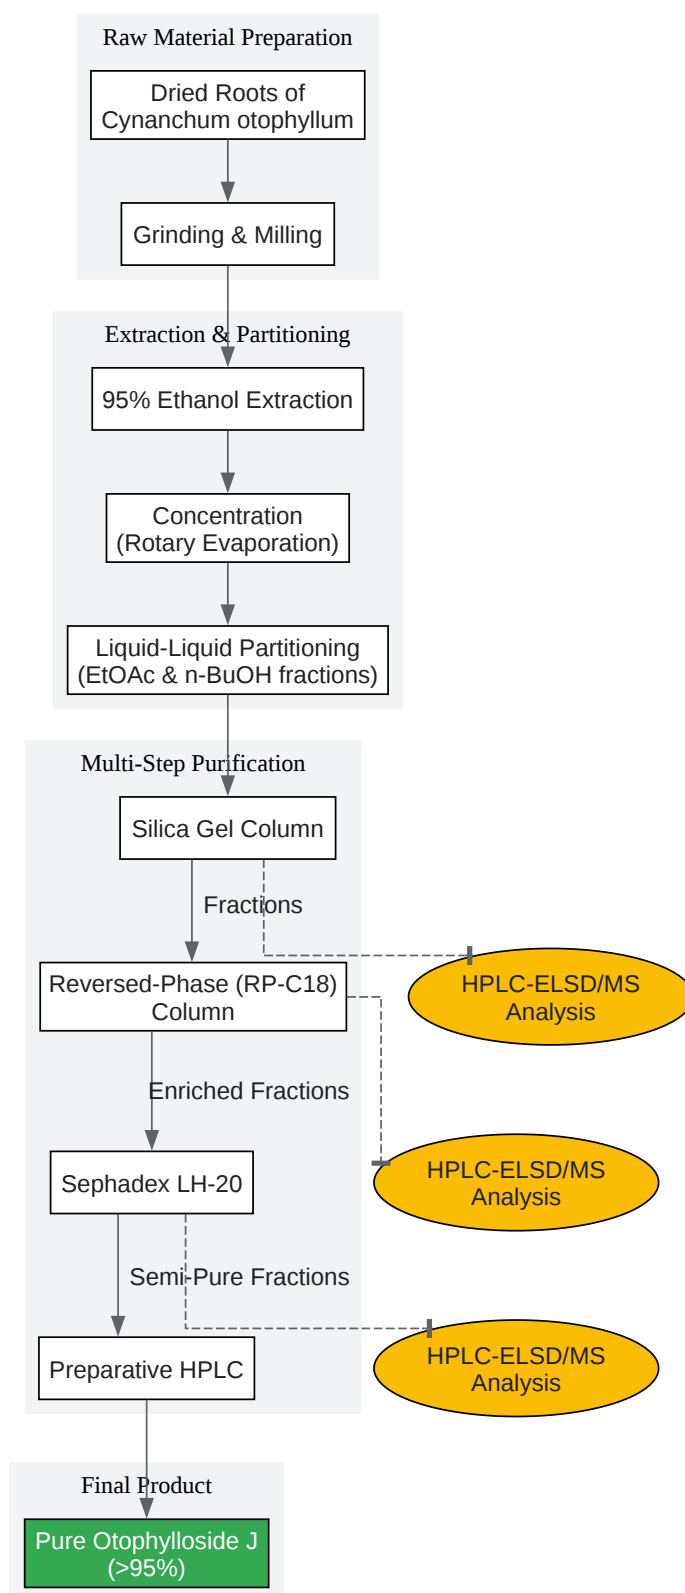 Raw Material Preparation
Dried Roots of
Cynanchum otophyllum
Grinding & Milling
Extraction & Partitioning
95% Ethanol Extraction
Concentration
(Rotary Evaporation)
Liquid-Liquid Partitioning
(EtOAc & n-BuOH fractions)
Multi-Step Purification
Silica Gel Column
Fractions
Reversed-Phase (RP-C18)
Column
HPLC-ELSD/MS
Analysis
Enriched Fractions
Sephadex LH-20
HPLC-ELSD/MS
Analysis
Semi-Pure Fractions
Preparative HPLC
HPLC-ELSD/MS
Analysis
Final Product
Pure Otophylloside J
(>95%)